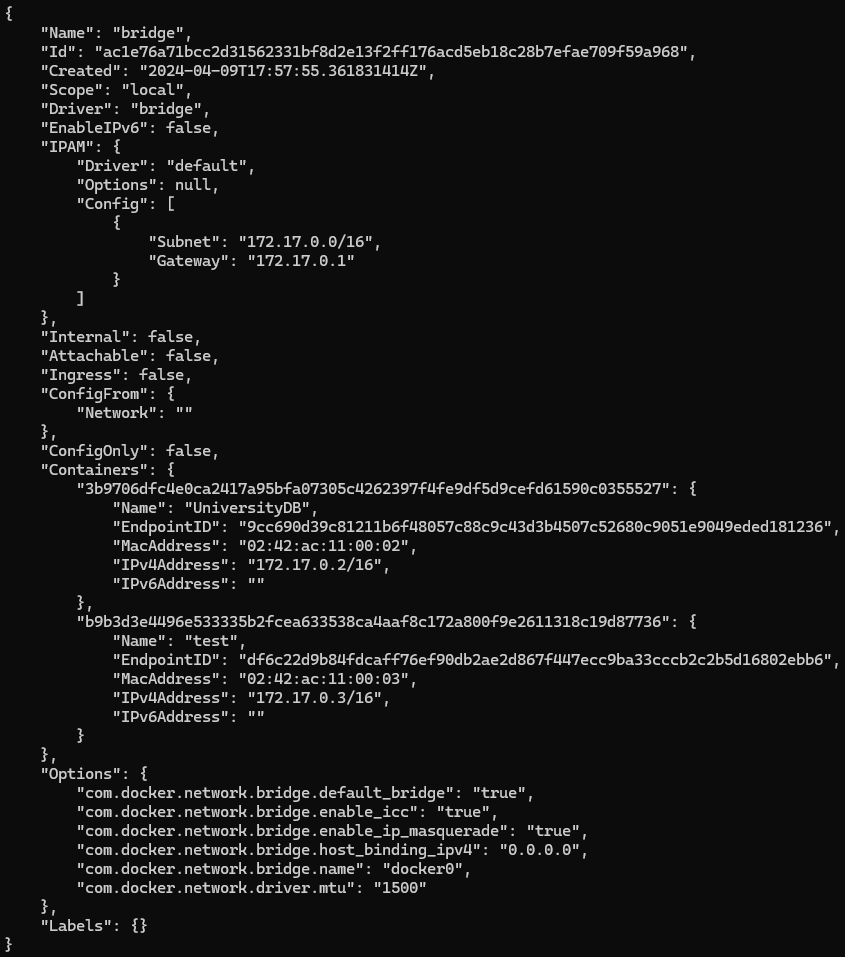 {
    "Name": "bridge",
    "Id": "ac1e76a71bcc2d31562331bf8d2e13f2ff176acd5eb18c28b7efae709f59a968",
    "Created": "2024-04-09T17:57:55.361831414Z",
    "Scope": "local",
    "Driver": "bridge",
    "EnableIPv6": false,
    "IPAM": {
        "Driver": "default",
        "Options": null,
        "Config": [
            {
                "Subnet": "172.17.0.0/16",
                "Gateway": "172.17.0.1"
            }
        ]
    },
    "Internal": false,
    "Attachable": false,
    "Ingress": false,
    "ConfigFrom": {
        "Network": ""
    },
    "ConfigOnly": false,
    "Containers": {
        "3b9706dfc4e0ca2417a95bfa07305c4262397f4fe9df5d9cefd61590c0355527": {
            "Name": "UniversityDB",
            "EndpointID": "9cc690d39c81211b6f48057c88c9c43d3b4507c52680c9051e9049eded181236",
            "MacAddress": "02:42:ac:11:00:02",
            "IPv4Address": "172.17.0.2/16",
            "IPv6Address": ""
        },
        "b9b3d3e4496e533335b2fcea633538ca4aaf8c172a800f9e2611318c19d87736": {
            "Name": "test",
            "EndpointID": "df6c22d9b84fdcaff76ef90db2ae2d867f447ecc9ba33cccb2c2b5d16802ebb6",
            "MacAddress": "02:42:ac:11:00:03",
            "IPv4Address": "172.17.0.3/16",
            "IPv6Address": ""
        }
    },
    "Options": {
        "com.docker.network.bridge.default_bridge": "true",
        "com.docker.network.bridge.enable_icc": "true",
        "com.docker.network.bridge.enable_ip_masquerade": "true",
        "com.docker.network.bridge.host_binding_ipv4": "0.0.0.0",
        "com.docker.network.bridge.name": "docker0",
        "com.docker.network.driver.mtu": "1500"
    },
    "Labels": {}
}